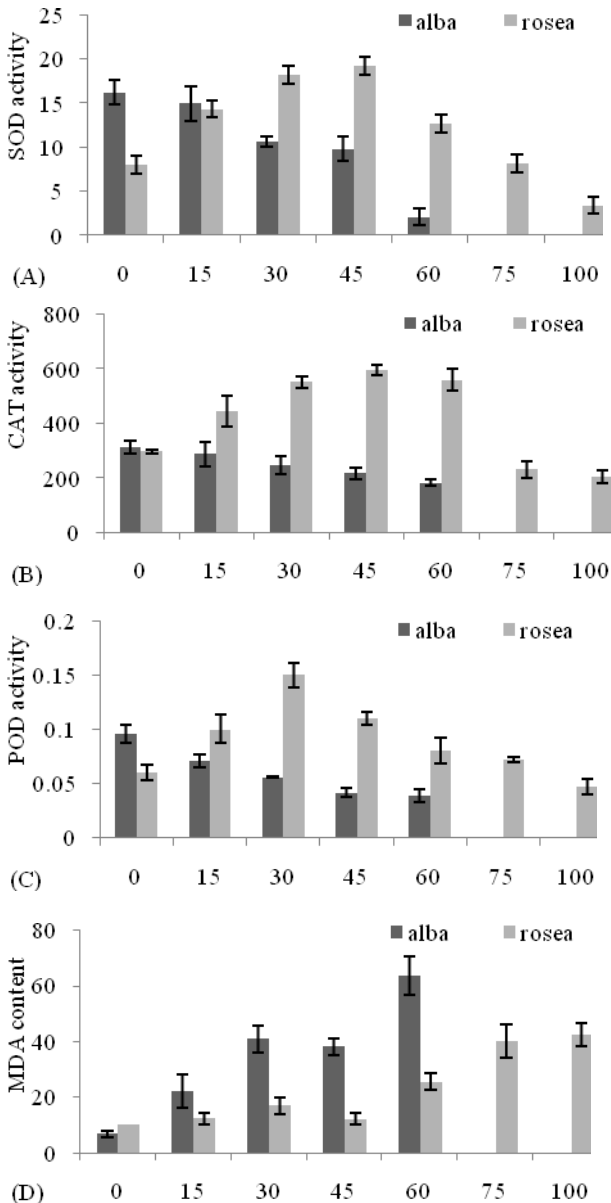 alba rosea
25
20
15
10
5
0
SOD activity
0 15 30 45 60 75 100
(A)
alba rosea
800
600
400
200
0
CAT activity
0 15 30 45 60 75 100
(B)
alba rosea
0.2
0.15
0.1
0.05
0
POD activity
0 15 30 45 60 75 100
(C)
alba rosea
80
60
40
20
0
MDA content
0 15 30 45 60 75 100
(D)